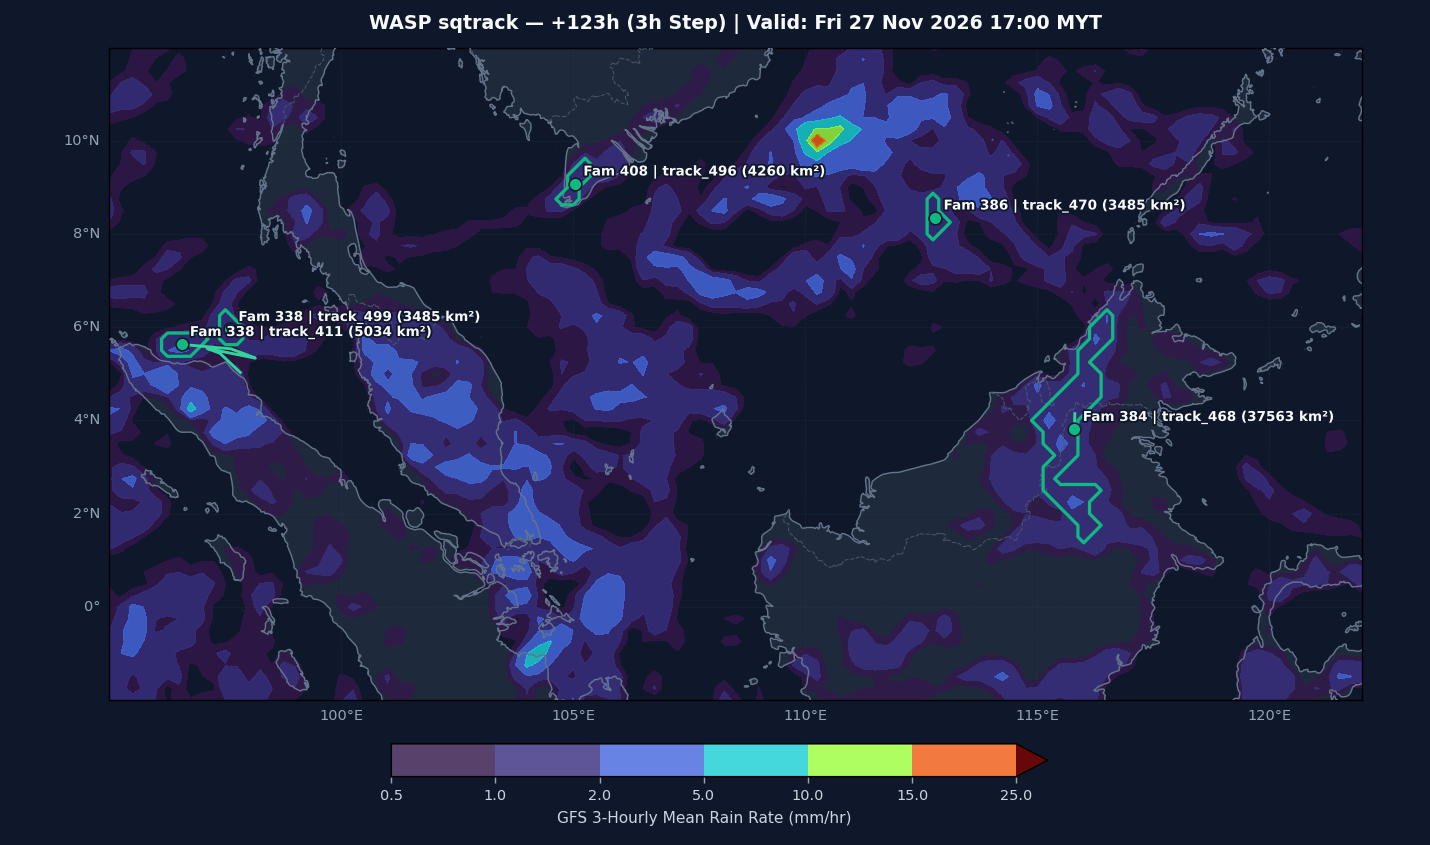 WASP sqtrack — +123h (3h Step) | Valid: Fri 27 Nov 2026 17:00 MYT
10°N
8°N
6°N
4°N
2°N
0°
Fam 408 | track_496 (4260 km²)
Fam 386 | track_470 (3485 km²)
Fam 338 | track_499 (3485 km²)
Fam 338 | track_411 (5034 km²)
Fam 384 | track_468 (37563 km²)
100°E 105°E 110°E 115°E 120°E
0.5 1.0 2.0 5.0 10.0 15.0 25.0
GFS 3-Hourly Mean Rain Rate (mm/hr)